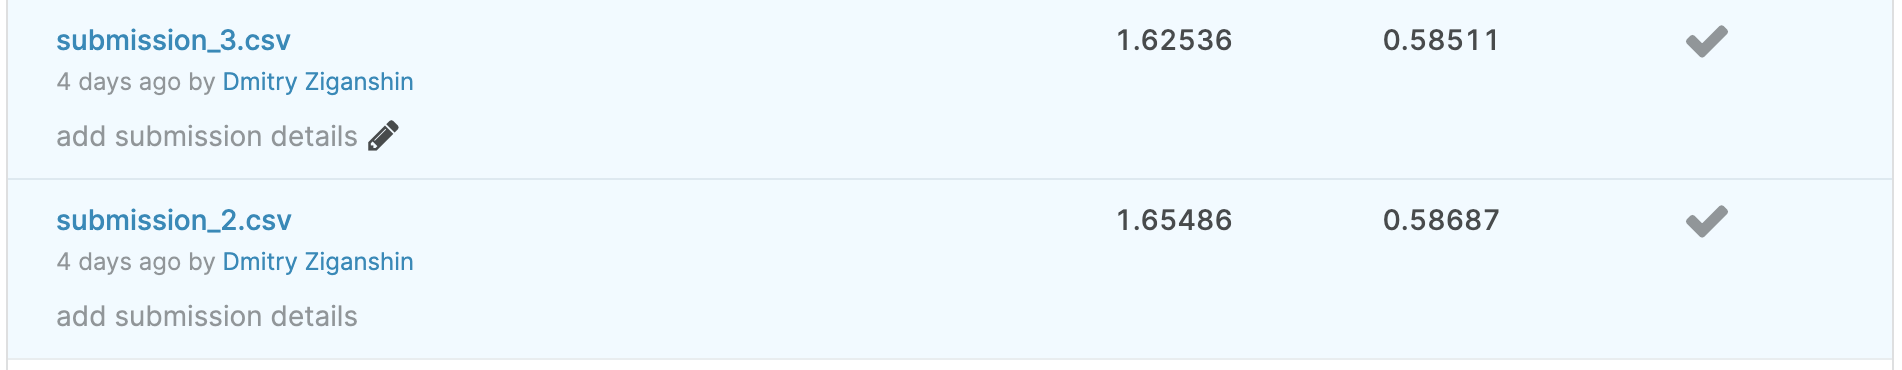 submission_3.csv 1.62536 0.58511
4 days ago by Dmitry Ziganshin
add submission details
submission_2.csv 1.65486 0.58687
4 days ago by Dmitry Ziganshin
add submission details